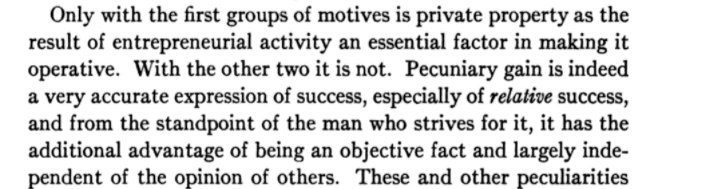 Only with the first groups of motives is private property as the
result of entrepreneurial activity an essential factor in making it
operative. With the other two it is not. Pecuniary gain is indeed
a very accurate expression of success, especially of relative success,
and from the standpoint of the man who strives for it, it has the
additional advantage of being an objective fact and largely inde-
pendent of the opinion of others. These and other peculiarities